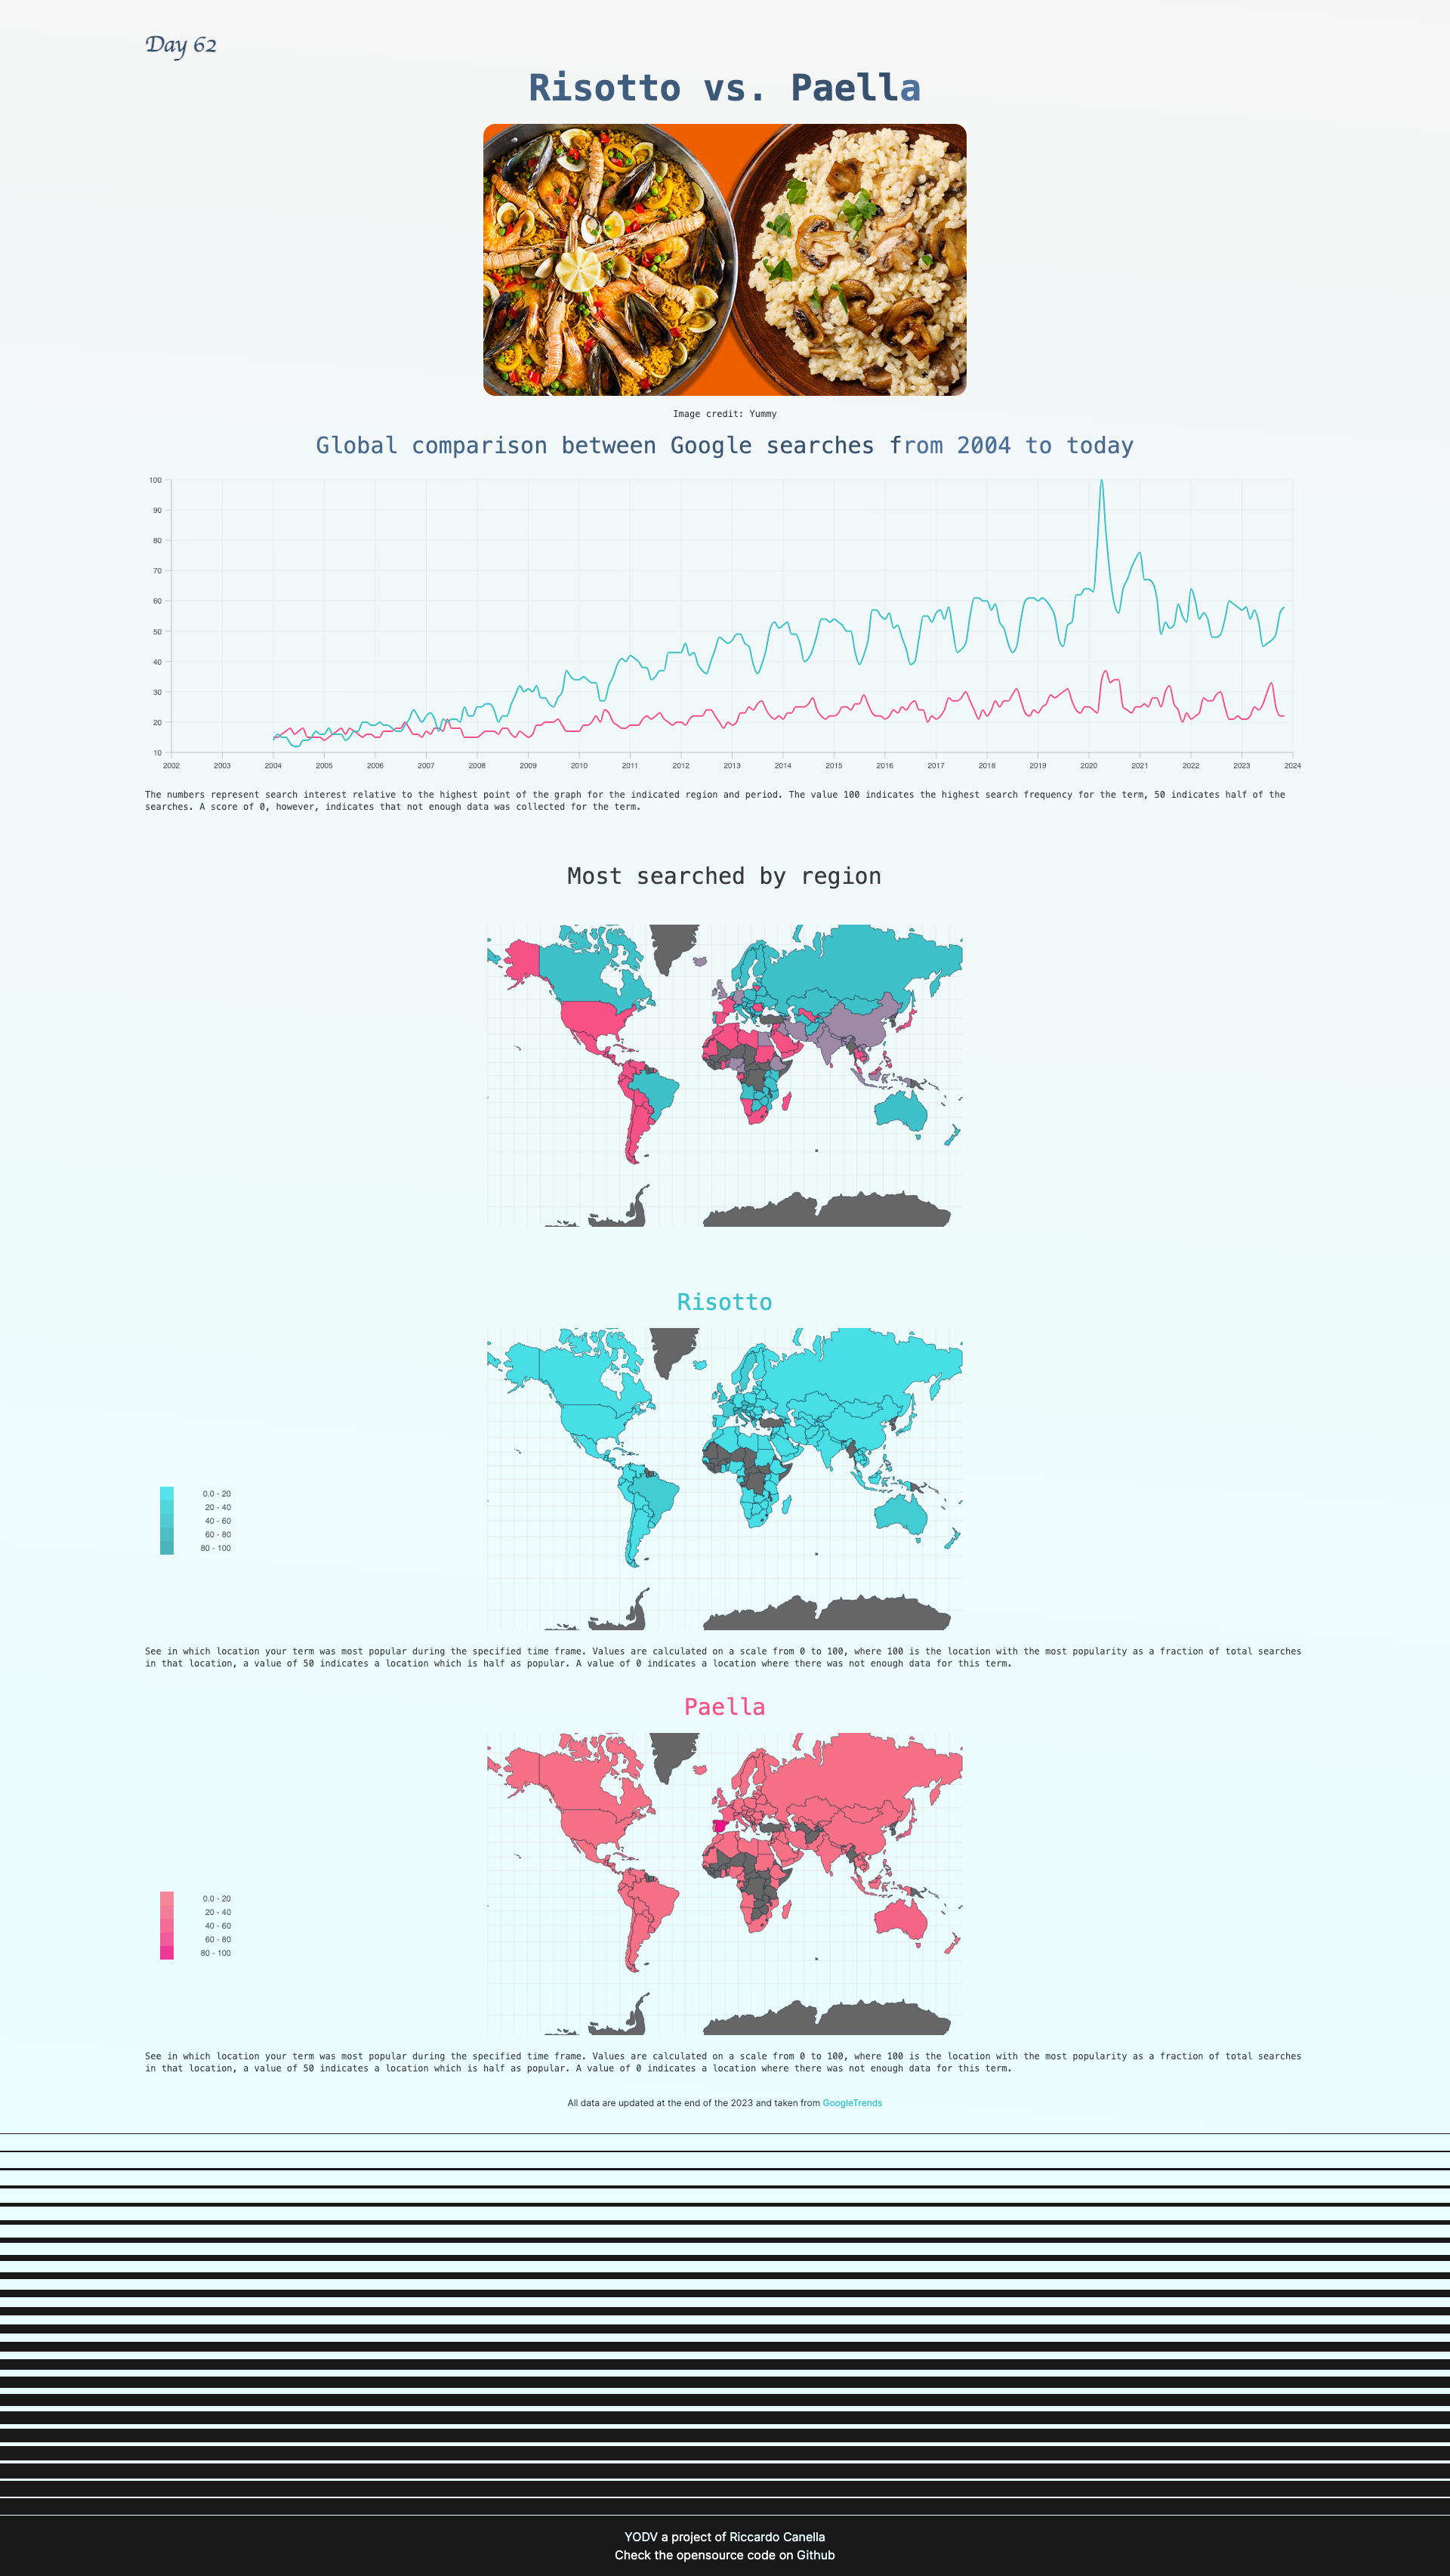 Day 62
Risotto vs. Paella
Image credit: Yummy
Global comparison between Google searches from 2004 to today
100
90
80
70
60
50
40
30
20
10
2002 2003 2004 2005 2006 2007 2008 2009 2010 2011 2012 2013 2014 2015 2016 2017 2018 2019 2020 2021 2022 2023 2024
The numbers represent search interest relative to the highest point of the graph for the indicated region and period. The value 100 indicates the highest search frequency for the term, 50 indicates half of the
searches. A score of 0, however, indicates that not enough data was collected for the term.
Most searched by region
Risotto
0.0 - 20
20 - 40
40 - 60
60 - 80
80 - 100
See in which location your term was most popular during the specified time frame. Values are calculated on a scale from 0 to 100, where 100 is the location with the most popularity as a fraction of total searches
in that location, a value of 50 indicates a location which is half as popular. A value of 0 indicates a location where there was not enough data for this term.
Paella
0.0 - 20
20 - 40
40 - 60
60 - 80
80 - 100
See in which location your term was most popular during the specified time frame. Values are calculated on a scale from 0 to 100, where 100 is the location with the most popularity as a fraction of total searches
in that location, a value of 50 indicates a location which is half as popular. A value of 0 indicates a location where there was not enough data for this term.
All data are updated at the end of the 2023 and taken from GoogleTrends
YODV a project of Riccardo Canella
Check the opensource code on Github